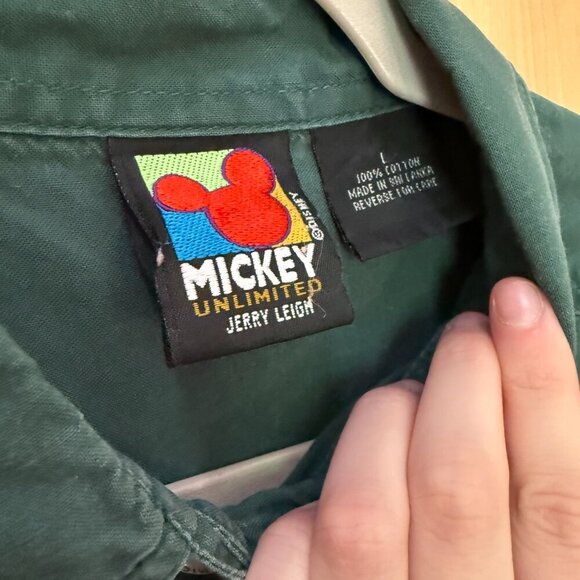 ©DISNEY
MICKEY
UNLIMITED
JERRY LEIGH
L
100% COTTON
MADE IN SRI LANKA
REVERSE FOR CARE